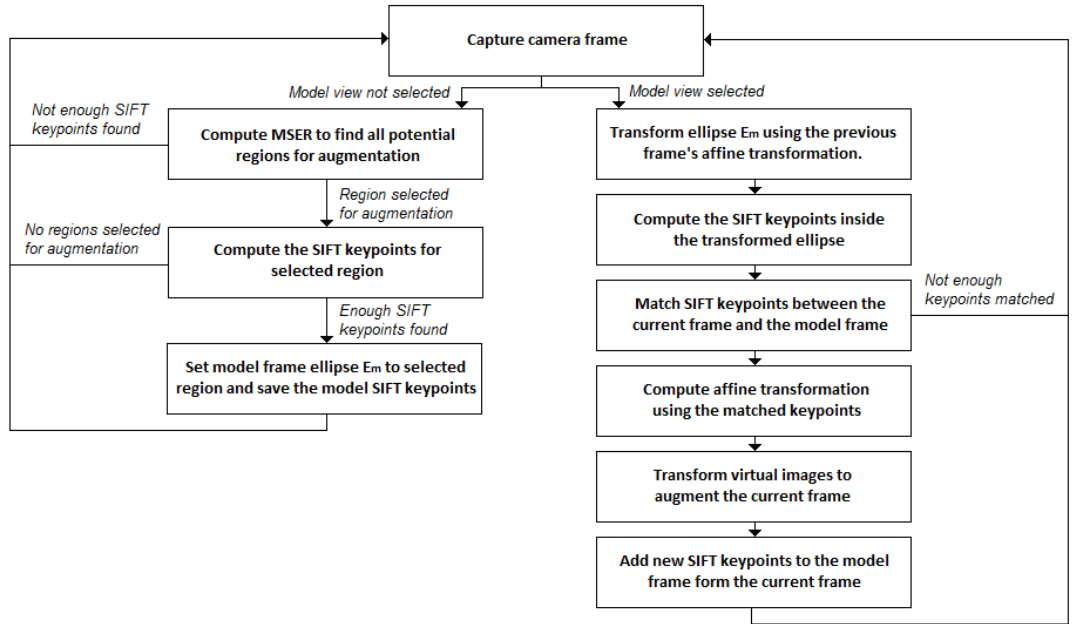 Capture camera frame
Model view not selected
Model view selected
Not enough SIFT
keypoints found
Compute MSER to find all potential
regions for augmentation
Region selected
for augmentation
No regions selected
for augmentation
Compute the SIFT keypoints for
selected region
Enough SIFT
keypoints found
Set model frame ellipse Em to selected
region and save the model SIFT keypoints
Transform ellipse Em using the previous
frame's affine transformation.
Compute the SIFT keypoints inside
the transformed ellipse
Match SIFT keypoints between the
current frame and the model frame
Not enough
keypoints matched
Compute affine transformation
using the matched keypoints
Transform virtual images to
augment the current frame
Add new SIFT keypoints to the model
frame form the current frame